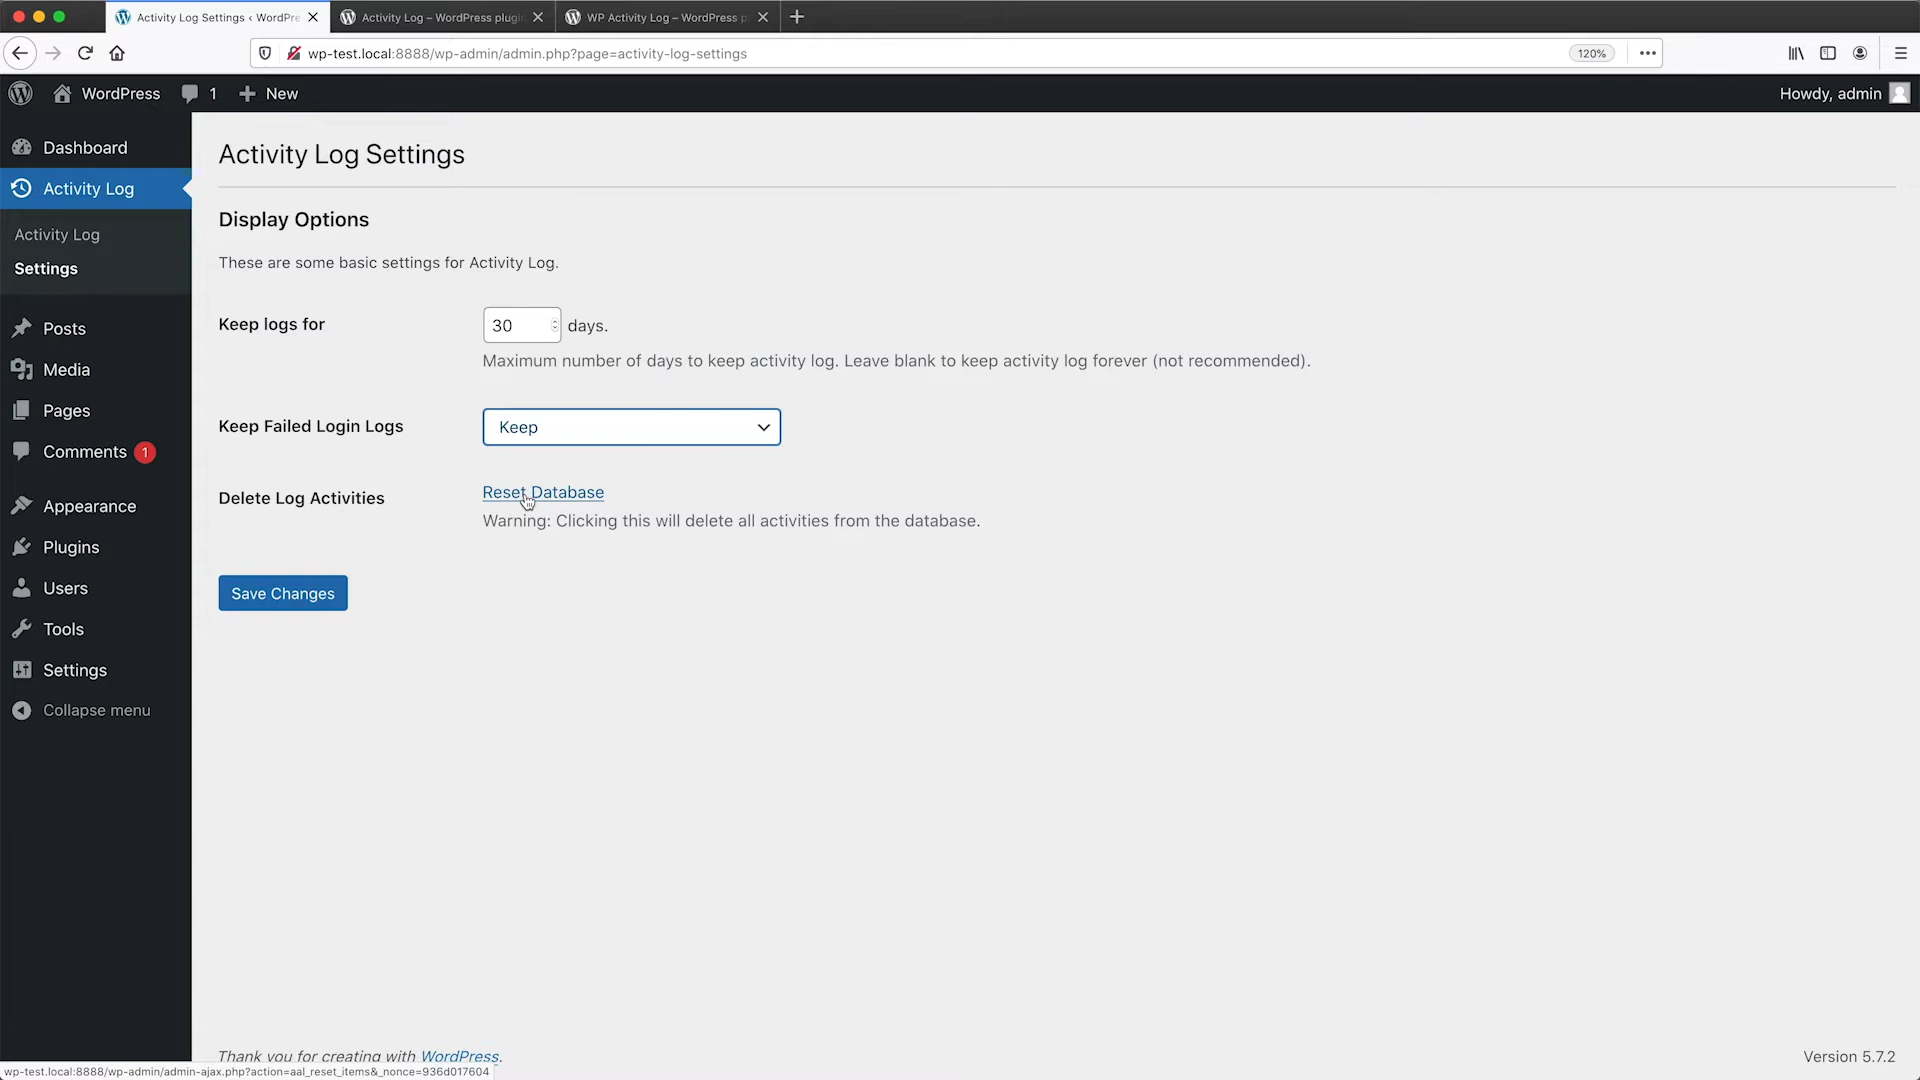 Activity Log Settings ‹ WordPre
Activity Log – WordPress plugin
WP Activity Log – WordPress p
wp-test.local:8888/wp-admin/admin.php?page=activity-log-settings
120%
WordPress
1
New
Howdy, admin
Dashboard
Activity Log
Activity Log
Settings
Posts
Media
Pages
Comments 1
Appearance
Plugins
Users
Tools
Settings
Collapse menu
Activity Log Settings
Display Options
These are some basic settings for Activity Log.
Keep logs for
30 days.
Maximum number of days to keep activity log. Leave blank to keep activity log forever (not recommended).
Keep Failed Login Logs
Keep
Delete Log Activities
Reset Database
Warning: Clicking this will delete all activities from the database.
Save Changes
Thank you for creating with WordPress.
Version 5.7.2
wp-test.local:8888/wp-admin/admin-ajax.php?action=aal_reset_items&_nonce=936d017604